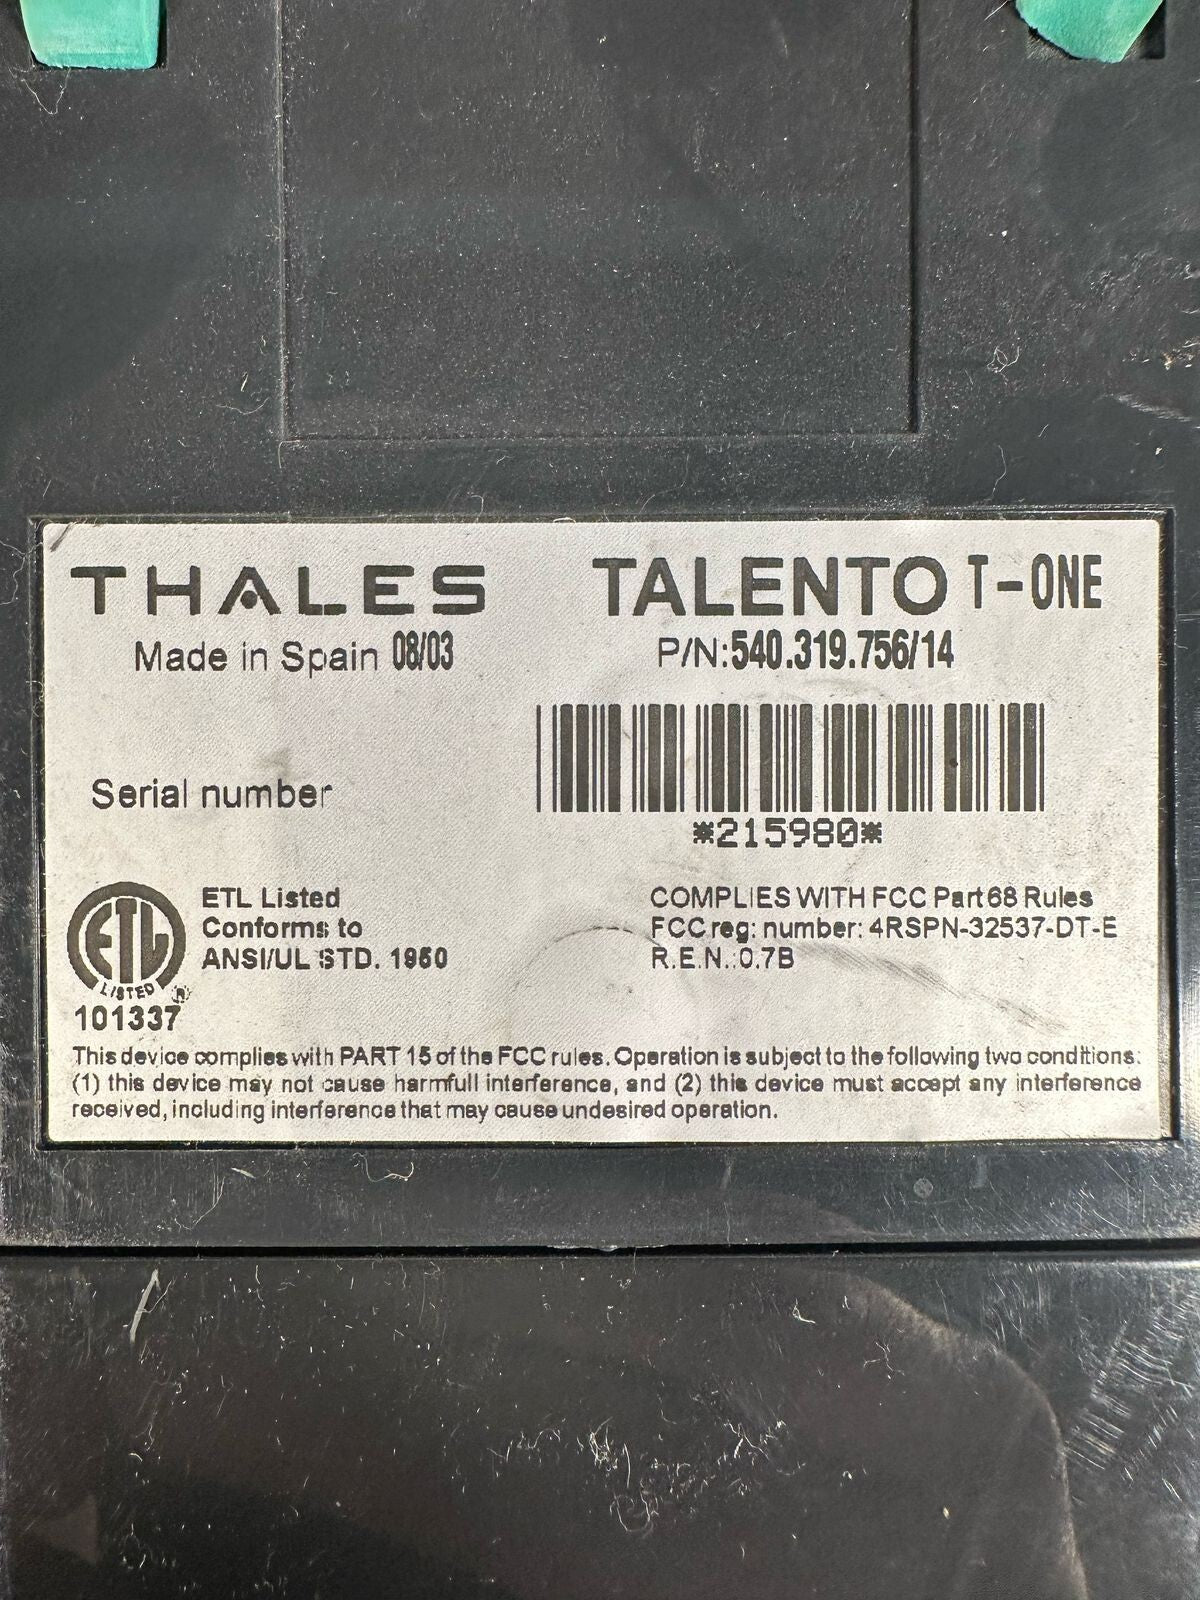 THALES
TALENTO T-ONE
Made in Spain 08/03
P/N:540.319.756/14
Serial number
*215980*
ETL LISTED
101337
ETL Listed
Conforms to
ANSI/UL STD. 1950
COMPLIES WITH FCC Part 68 Rules
FCC reg: number: 4RSPN-32537-DT-E
R.E.N.:0.7B
This device complies with PART 15 of the FCC rules. Operation is subject to the following two conditions:
(1) this device may not cause harmfull interference, and (2) this device must accept any interference
received, including interference that may cause undesired operation.